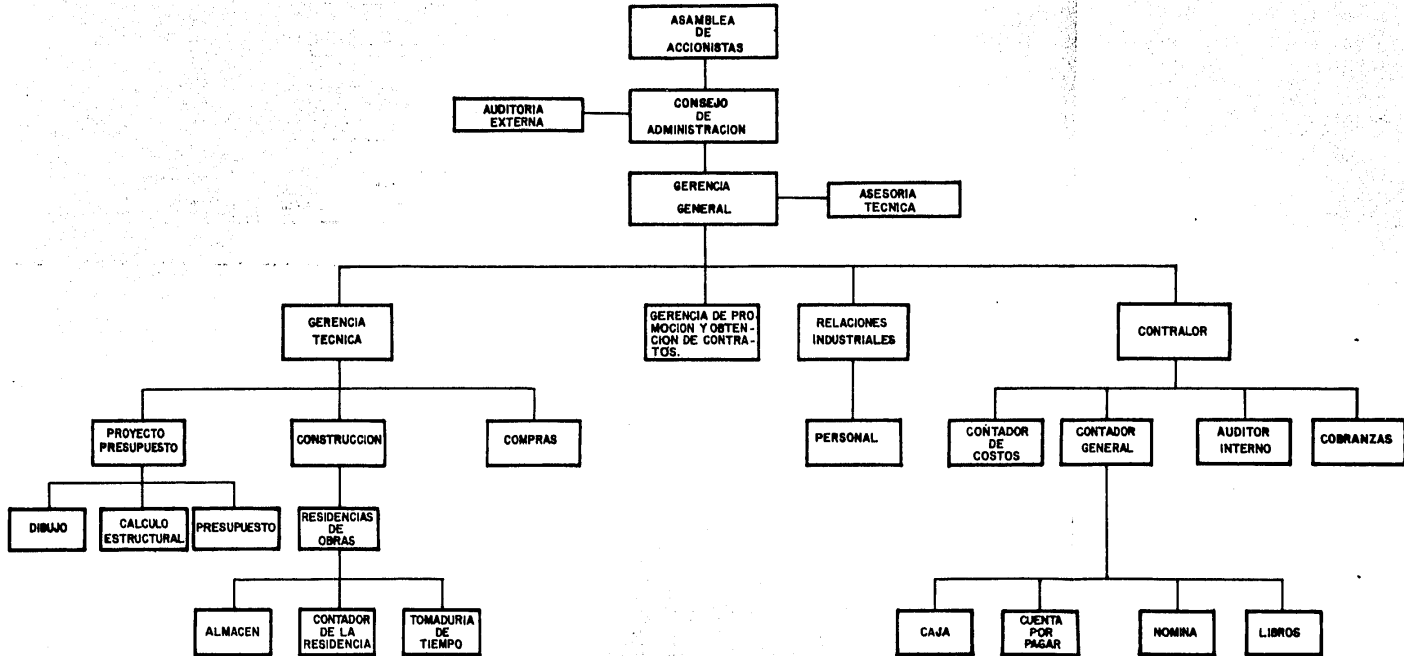 ASAMBLEA
DE
ACCIONISTAS
AUDITORIA
EXTERNA
CONSEJO
DE
ADMINISTRACION
GERENCIA
GENERAL
ASESORIA
TECNICA
GERENCIA
TECNICA
GERENCIA DE PRO-
MOCION Y OBTEN-
CION DE CONTRA-
TOS.
RELACIONES
INDUSTRIALES
CONTRALOR
PROYECTO
PRESUPUESTO
CONSTRUCCION
COMPRAS
PERSONAL
CONTADOR
DE
COSTOS
CONTADOR
GENERAL
AUDITOR
INTERNO
COBRANZAS
DIBUJO
CALCULO
ESTRUCTURAL
PRESUPUESTO
RESIDENCIAS
DE
OBRAS
ALMACEN
CONTADOR
DE LA
RESIDENCIA
TOMADURIA
DE
TIEMPO
CAJA
CUENTA
POR
PAGAR
NOMINA
LIBROS